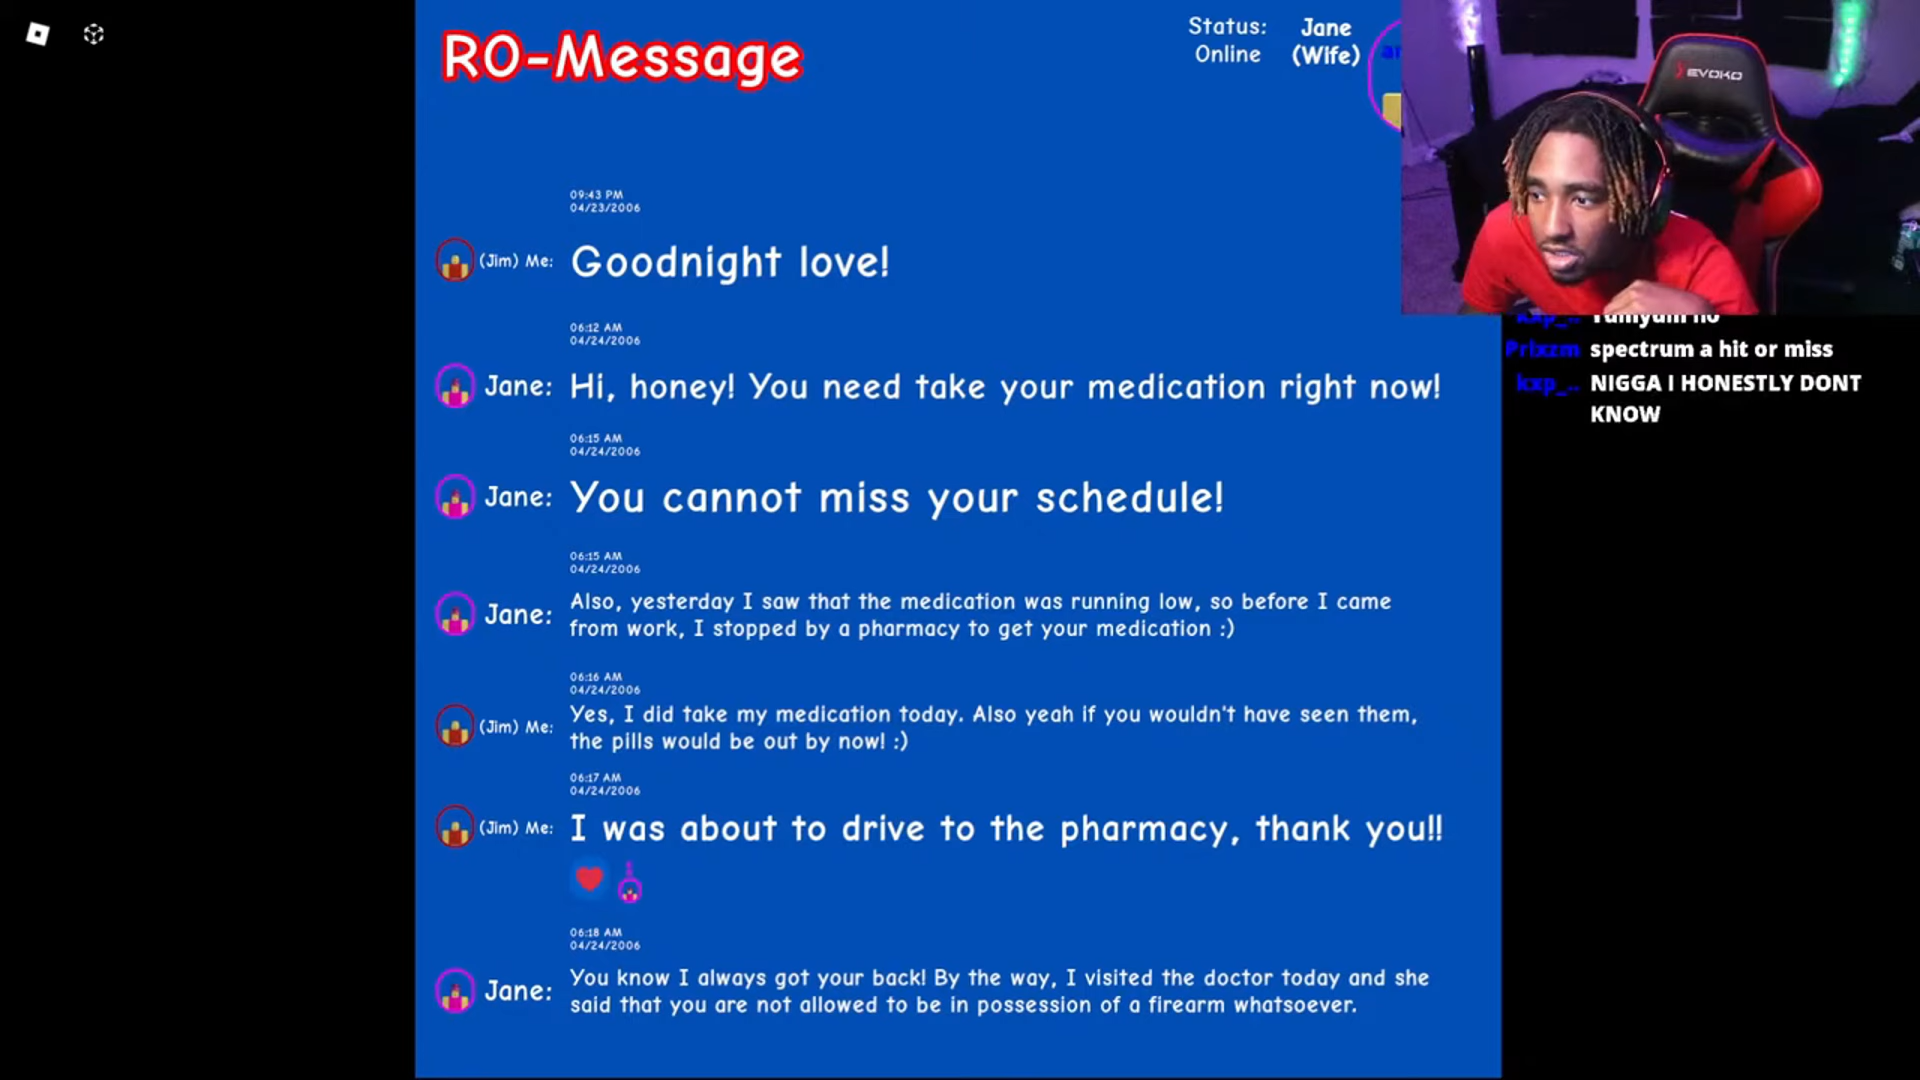 RO-Message
Status: Jane
Online (Wife)
EVOKO
09:43 PM
04/23/2006
(Jim) Me: Goodnight love!
06:12 AM
04/24/2006
Jane: Hi, honey! You need take your medication right now!
06:15 AM
04/24/2006
Jane: You cannot miss your schedule!
06:15 AM
04/24/2006
Jane: Also, yesterday I saw that the medication was running low, so before I came
from work, I stopped by a pharmacy to get your medication :)
06:16 AM
04/24/2006
(Jim) Me: Yes, I did take my medication today. Also yeah if you wouldn't have seen them,
the pills would be out by now! :)
06:17 AM
04/24/2006
(Jim) Me: I was about to drive to the pharmacy, thank you!!
06:18 AM
04/24/2006
Jane: You know I always got your back! By the way, I visited the doctor today and she
said that you are not allowed to be in possession of a firearm whatsoever.
kxp_..
Prlxzm spectrum a hit or miss
kxp_.. NIGGA I HONESTLY DONT
KNOW